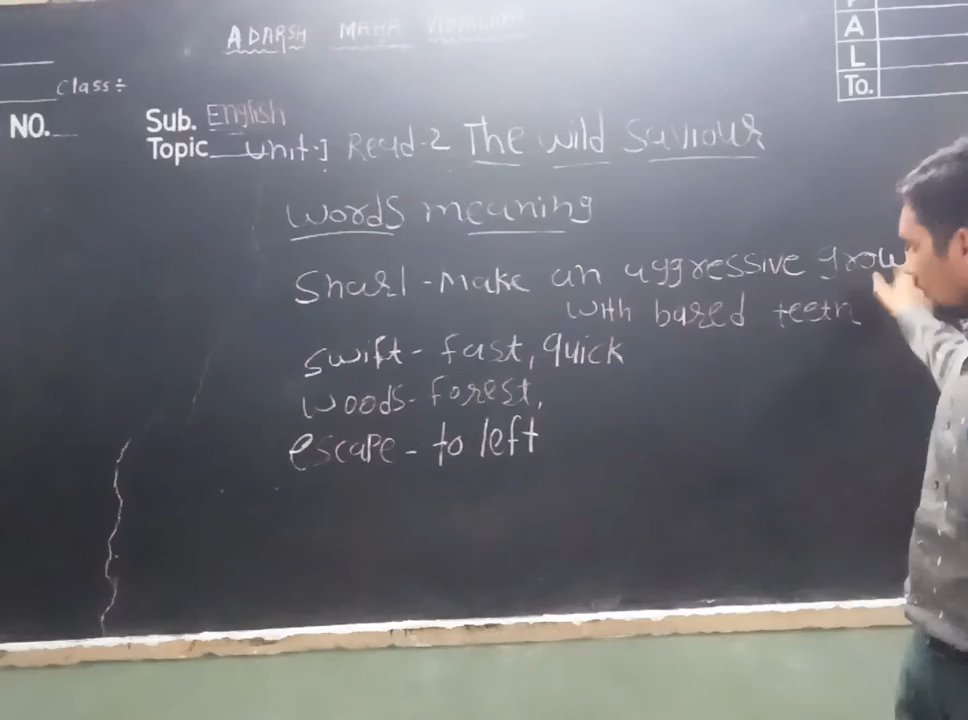 ADARSH MAHA VIDYALAYA
P
A
L
To.
Class÷
NO.
Sub. English
Topic Unit-1 Read-2 The wild Saviour
words meaning
Snarl - Make an aggressive grow
with bared teeth
swift - fast, quick
woods - forest,
escape - to left